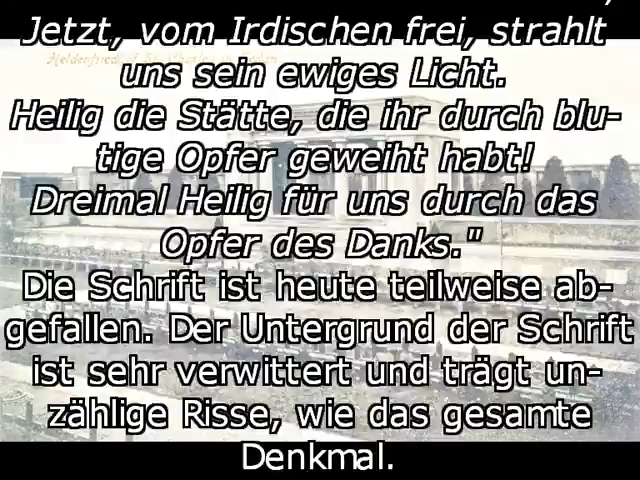 Jetzt, vom Irdischen frei, strahlt
Heldenfriedhof
uns sein ewiges Licht.
Heilig die Stätte, die ihr durch blu-
tige Opfer geweiht habt!
Dreimal Heilig für uns durch das
Opfer des Danks."
Die Schrift ist heute teilweise ab-
gefallen. Der Untergrund der Schrift
ist sehr verwittert und trägt un-
zählige Risse, wie das gesamte
Denkmal.